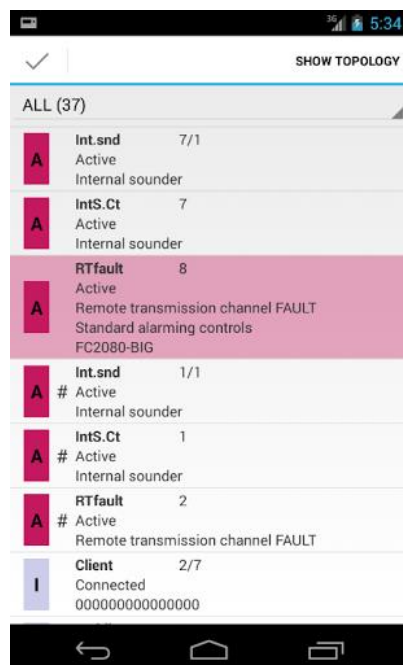 3G 5:34
SHOW TOPOLOGY
ALL (37)
A Int.snd 7/1
Active
Internal sounder
A IntS.Ct 7
Active
Internal sounder
A RTfault 8
Active
Remote transmission channel FAULT
Standard alarming controls
FC2080-BIG
A # Int.snd 1/1
Active
Internal sounder
A # IntS.Ct 1
Active
Internal sounder
A # RTfault 2
Active
Remote transmission channel FAULT
I Client 2/7
Connected
000000000000000